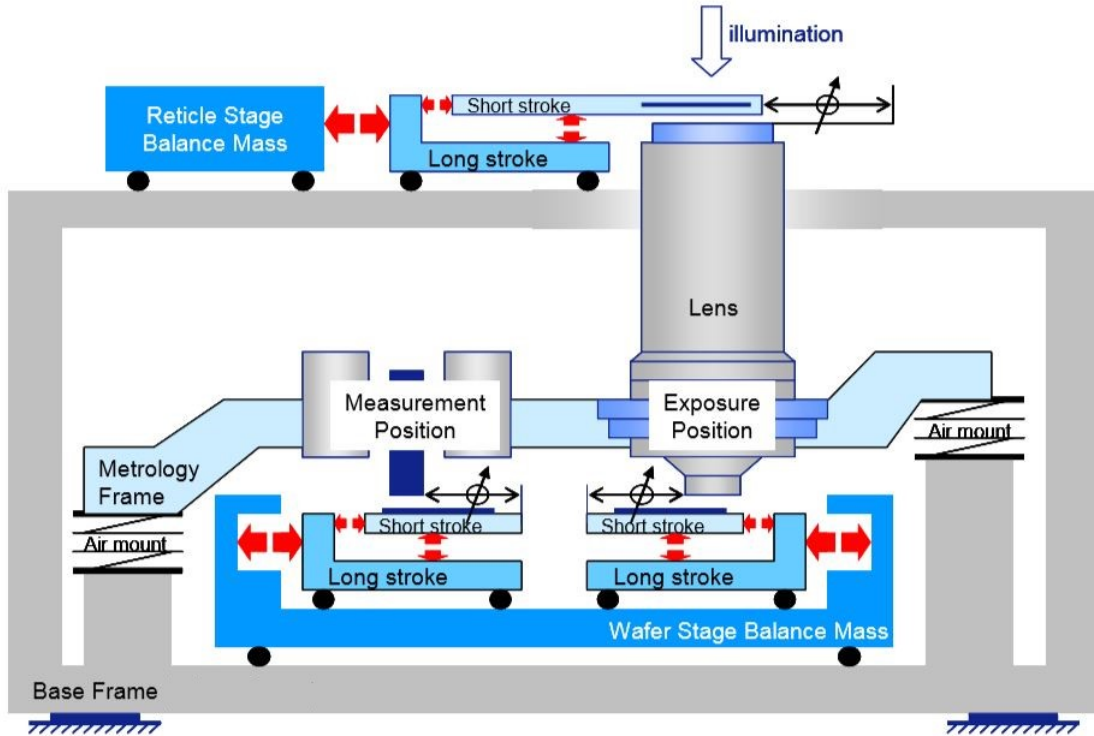 illumination
Short stroke
Reticle Stage
Balance Mass
Long stroke
Lens
Measurement
Position
Exposure
Position
Air mount
Metrology
Frame
Air mount
Short stroke
Short stroke
Long stroke
Long stroke
Wafer Stage Balance Mass
Base Frame